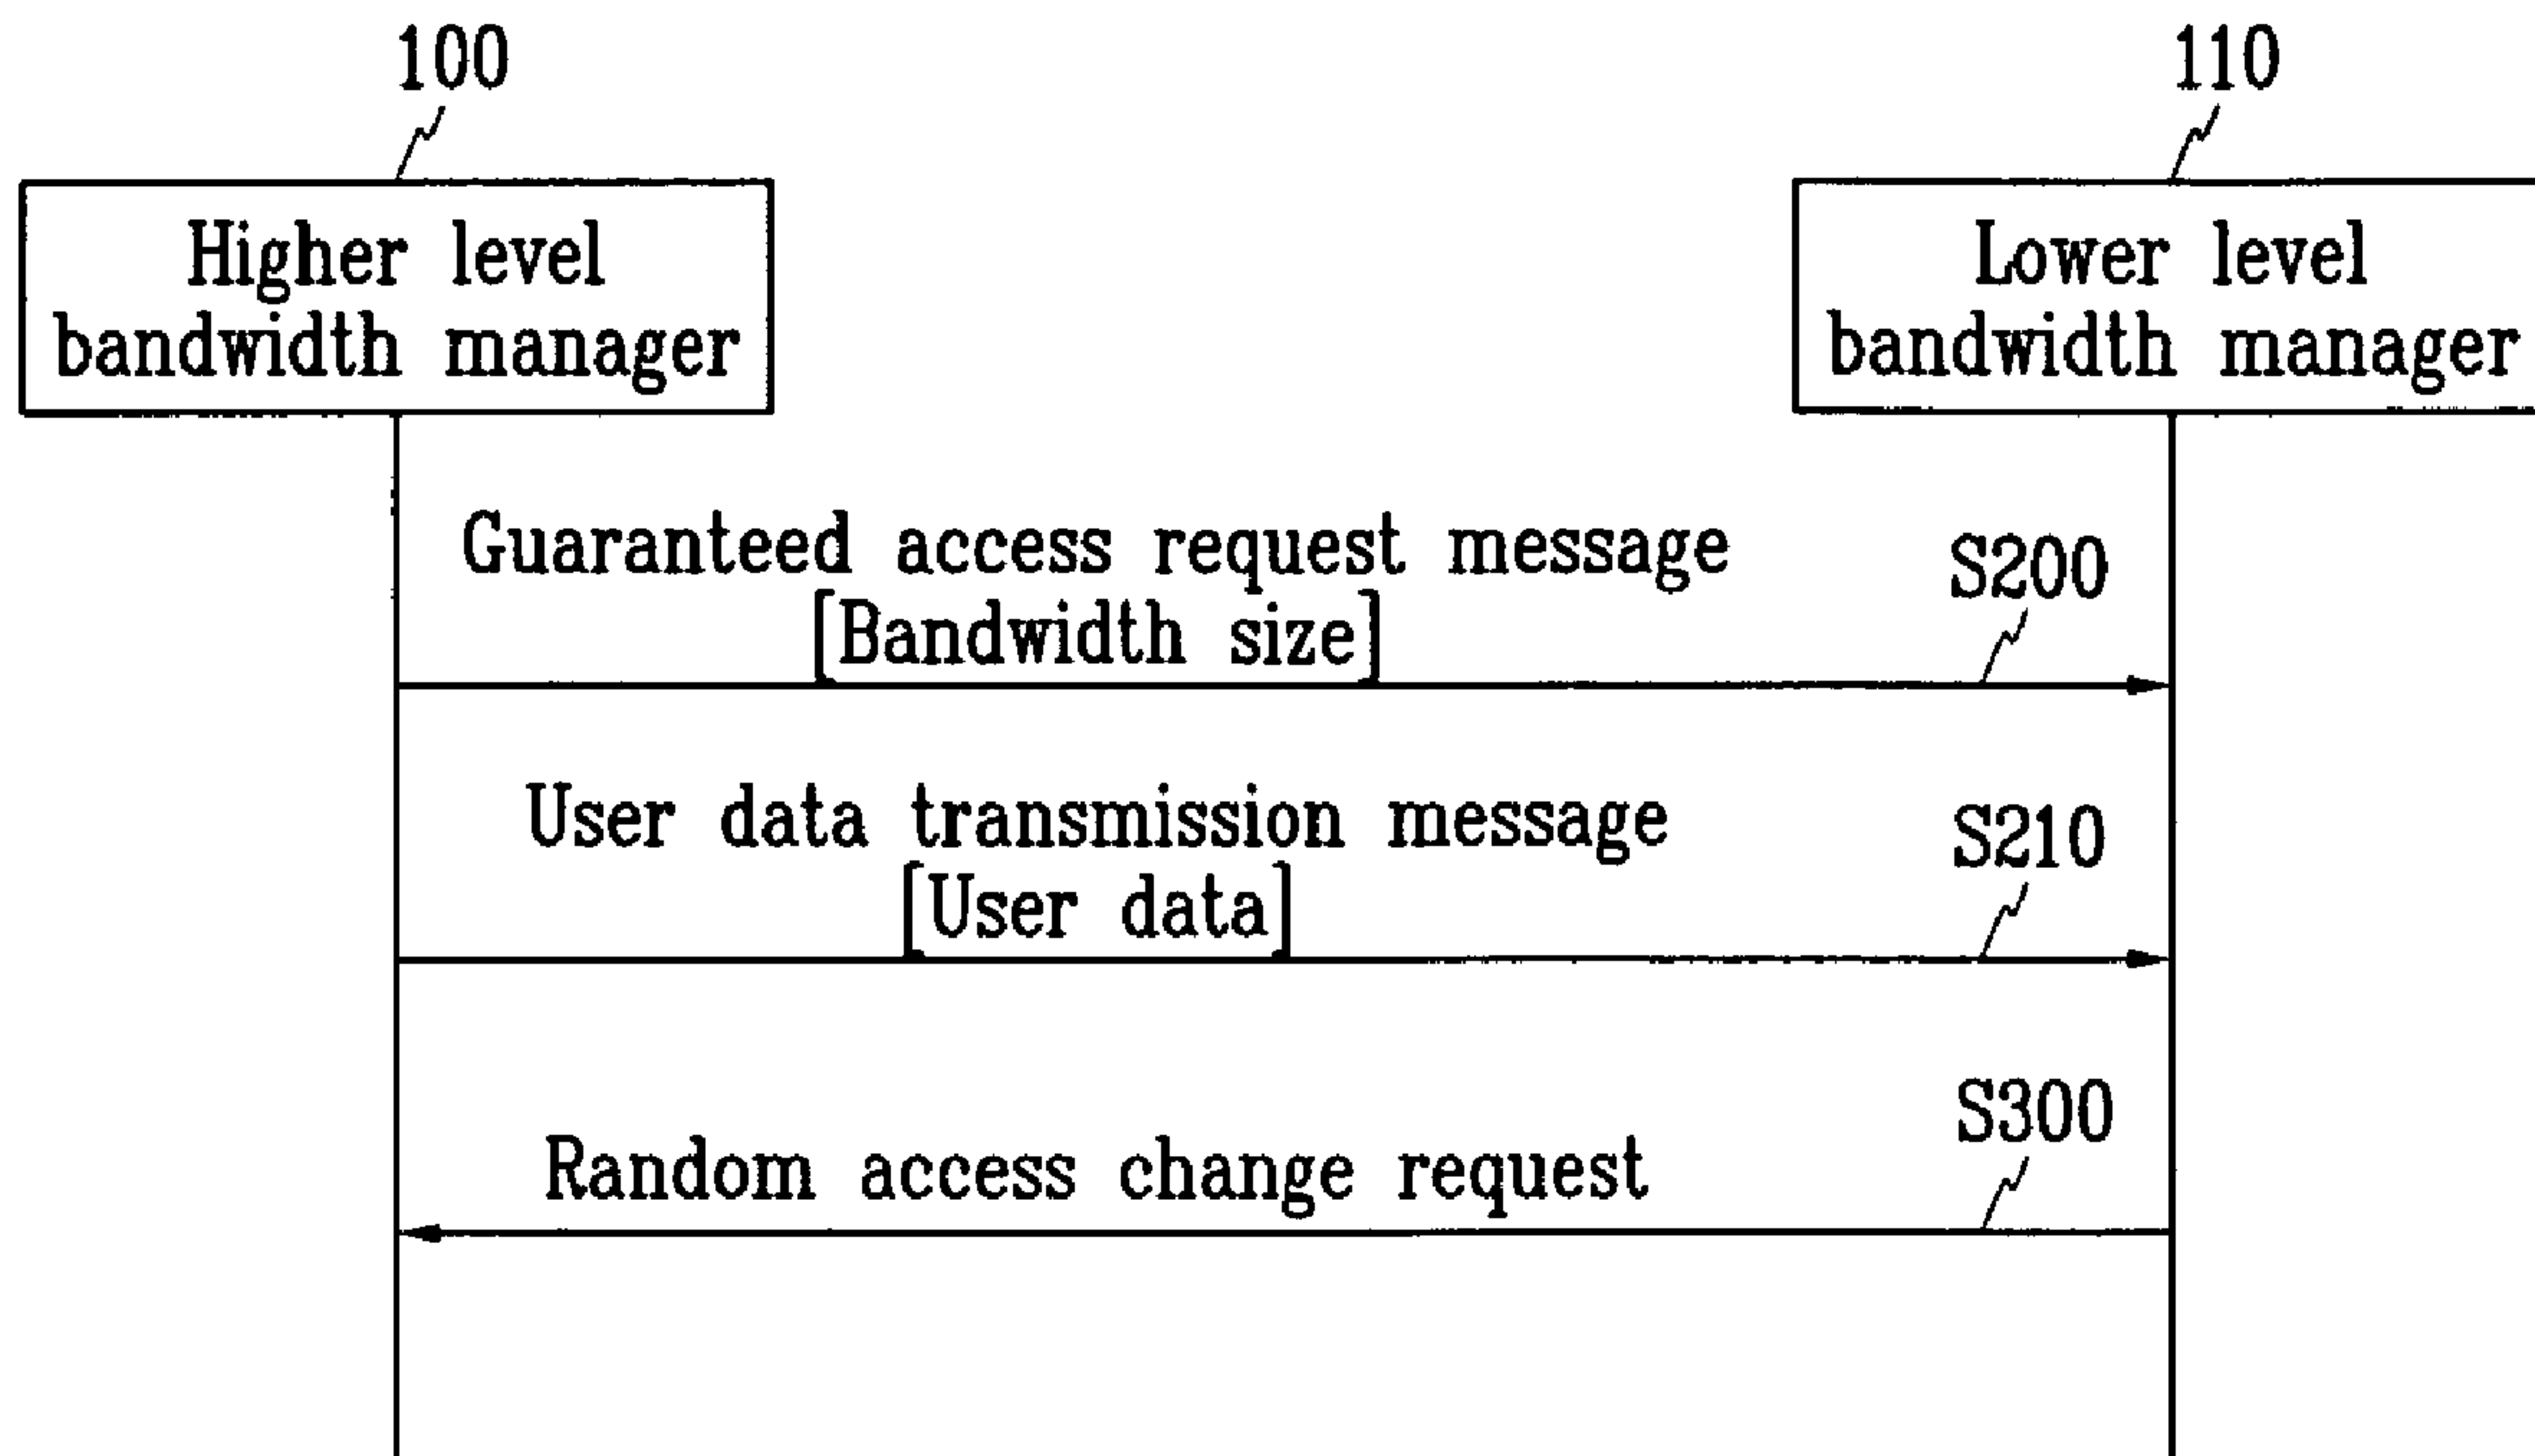 100
110
Higher level
bandwidth manager
Lower level
bandwidth manager
Guaranteed access request message
[Bandwidth size]
S200
User data transmission message
[User data]
S210
Random access change request
S300